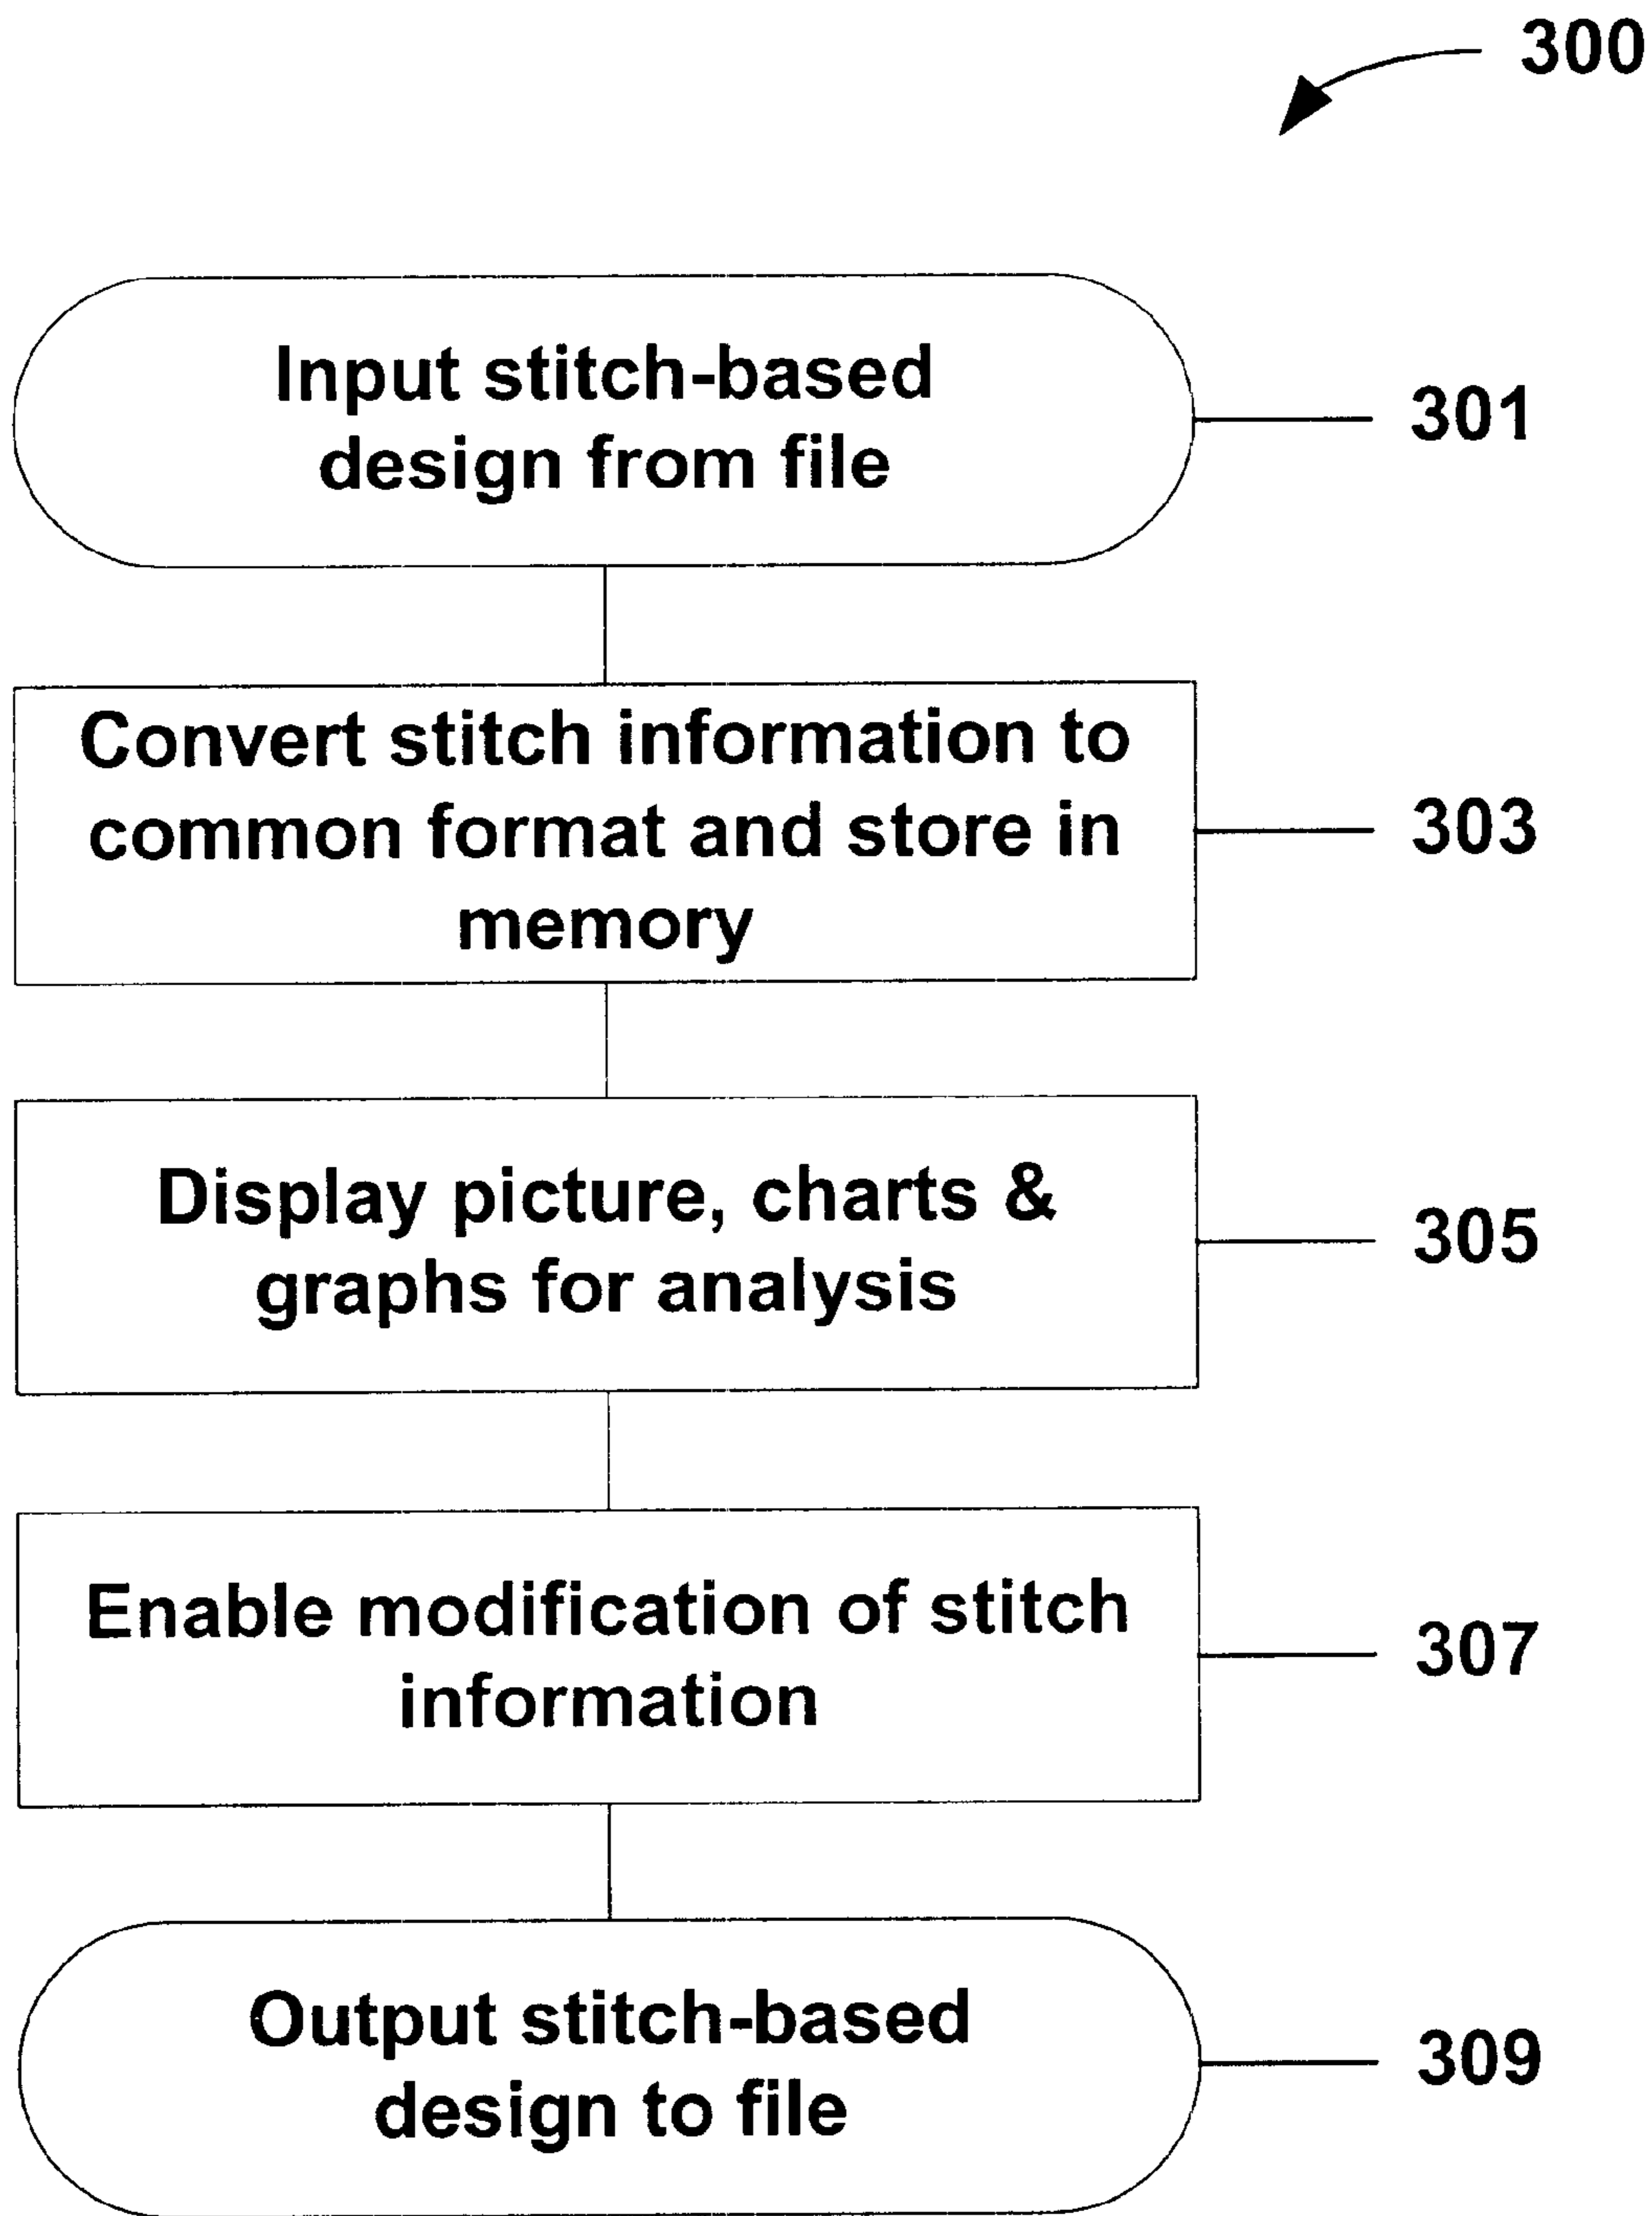 300
Input stitch-based
design from file
301
Convert stitch information to
common format and store in
memory
303
Display picture, charts &
graphs for analysis
305
Enable modification of stitch
information
307
Output stitch-based
design to file
309